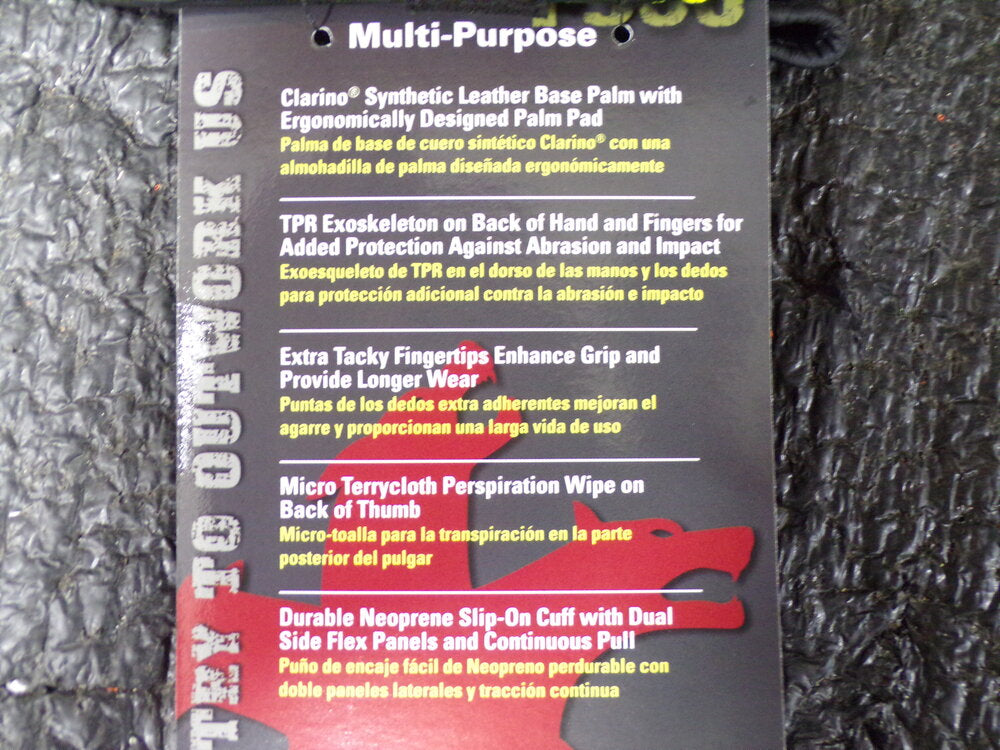 Multi-Purpose
Clarino® Synthetic Leather Base Palm with
Ergonomically Designed Palm Pad
Palma de base de cuero sintético Clarino® con una
almohadilla de palma diseñada ergonómicamente
TPR Exoskeleton on Back of Hand and Fingers for
Added Protection Against Abrasion and Impact
Exoesqueleto de TPR en el dorso de las manos y los dedos
para protección adicional contra la abrasión e impacto
Extra Tacky Fingertips Enhance Grip and
Provide Longer Wear
Puntas de los dedos extra adherentes mejoran el
agarre y proporcionan una larga vida de uso
Micro Terrycloth Perspiration Wipe on
Back of Thumb
Micro-toalla para la transpiración en la parte
posterior del pulgar
Durable Neoprene Slip-On Cuff with Dual
Side Flex Panels and Continuous Pull
Puño de encaje fácil de Neopreno perdurable con
doble paneles laterales y tracción continua
TRY TO OUTWORK US